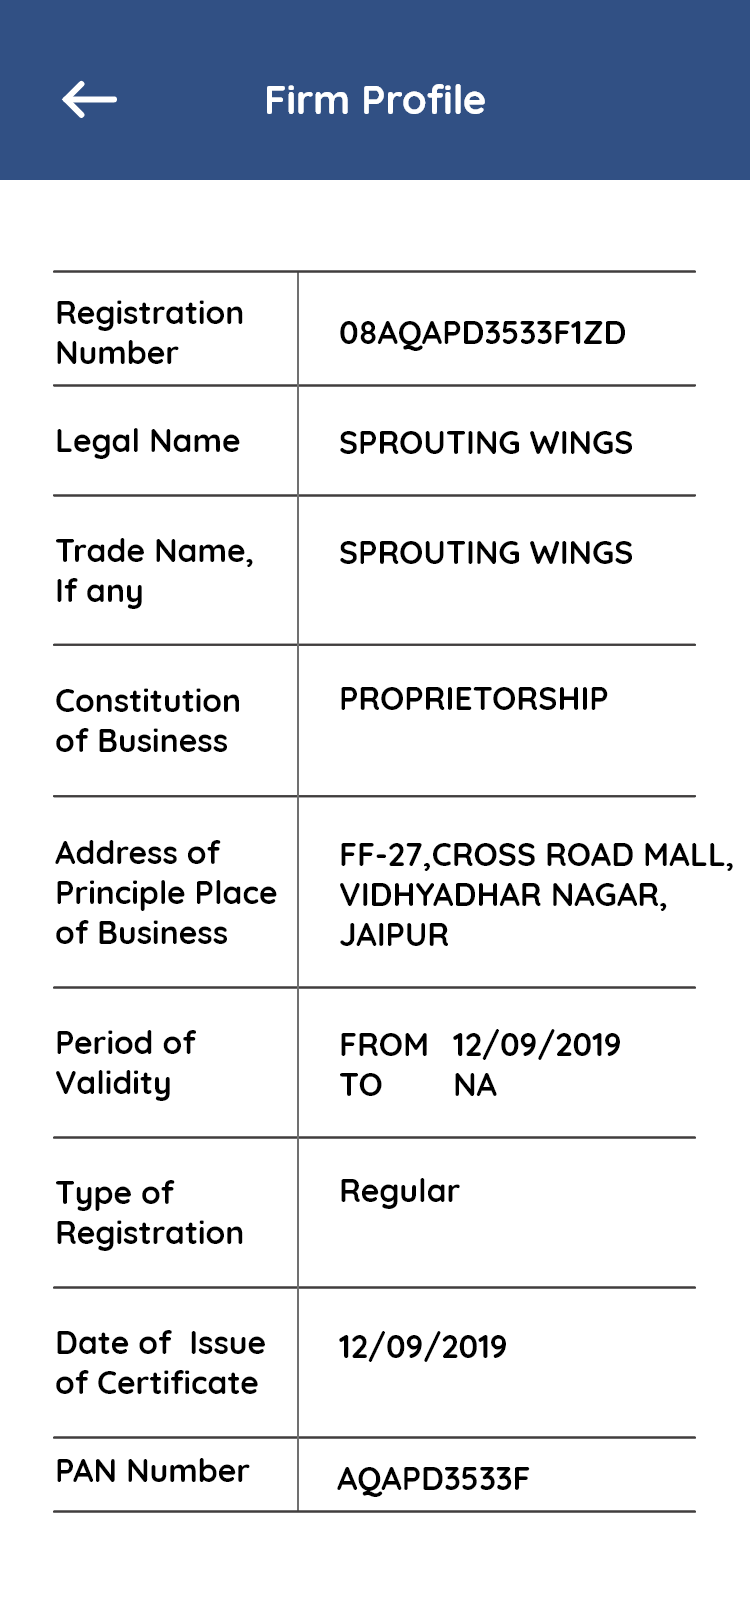 Firm Profile
Registration
Number
08AQAPD3533F1ZD
Legal Name
SPROUTING WINGS
Trade Name,
If any
SPROUTING WINGS
Constitution
of Business
PROPRIETORSHIP
Address of
Principle Place
of Business
FF-27,CROSS ROAD MALL,
VIDHYADHAR NAGAR,
JAIPUR
Period of
Validity
FROM 12/09/2019
TO NA
Type of
Registration
Regular
Date of Issue
of Certificate
12/09/2019
PAN Number
AQAPD3533F